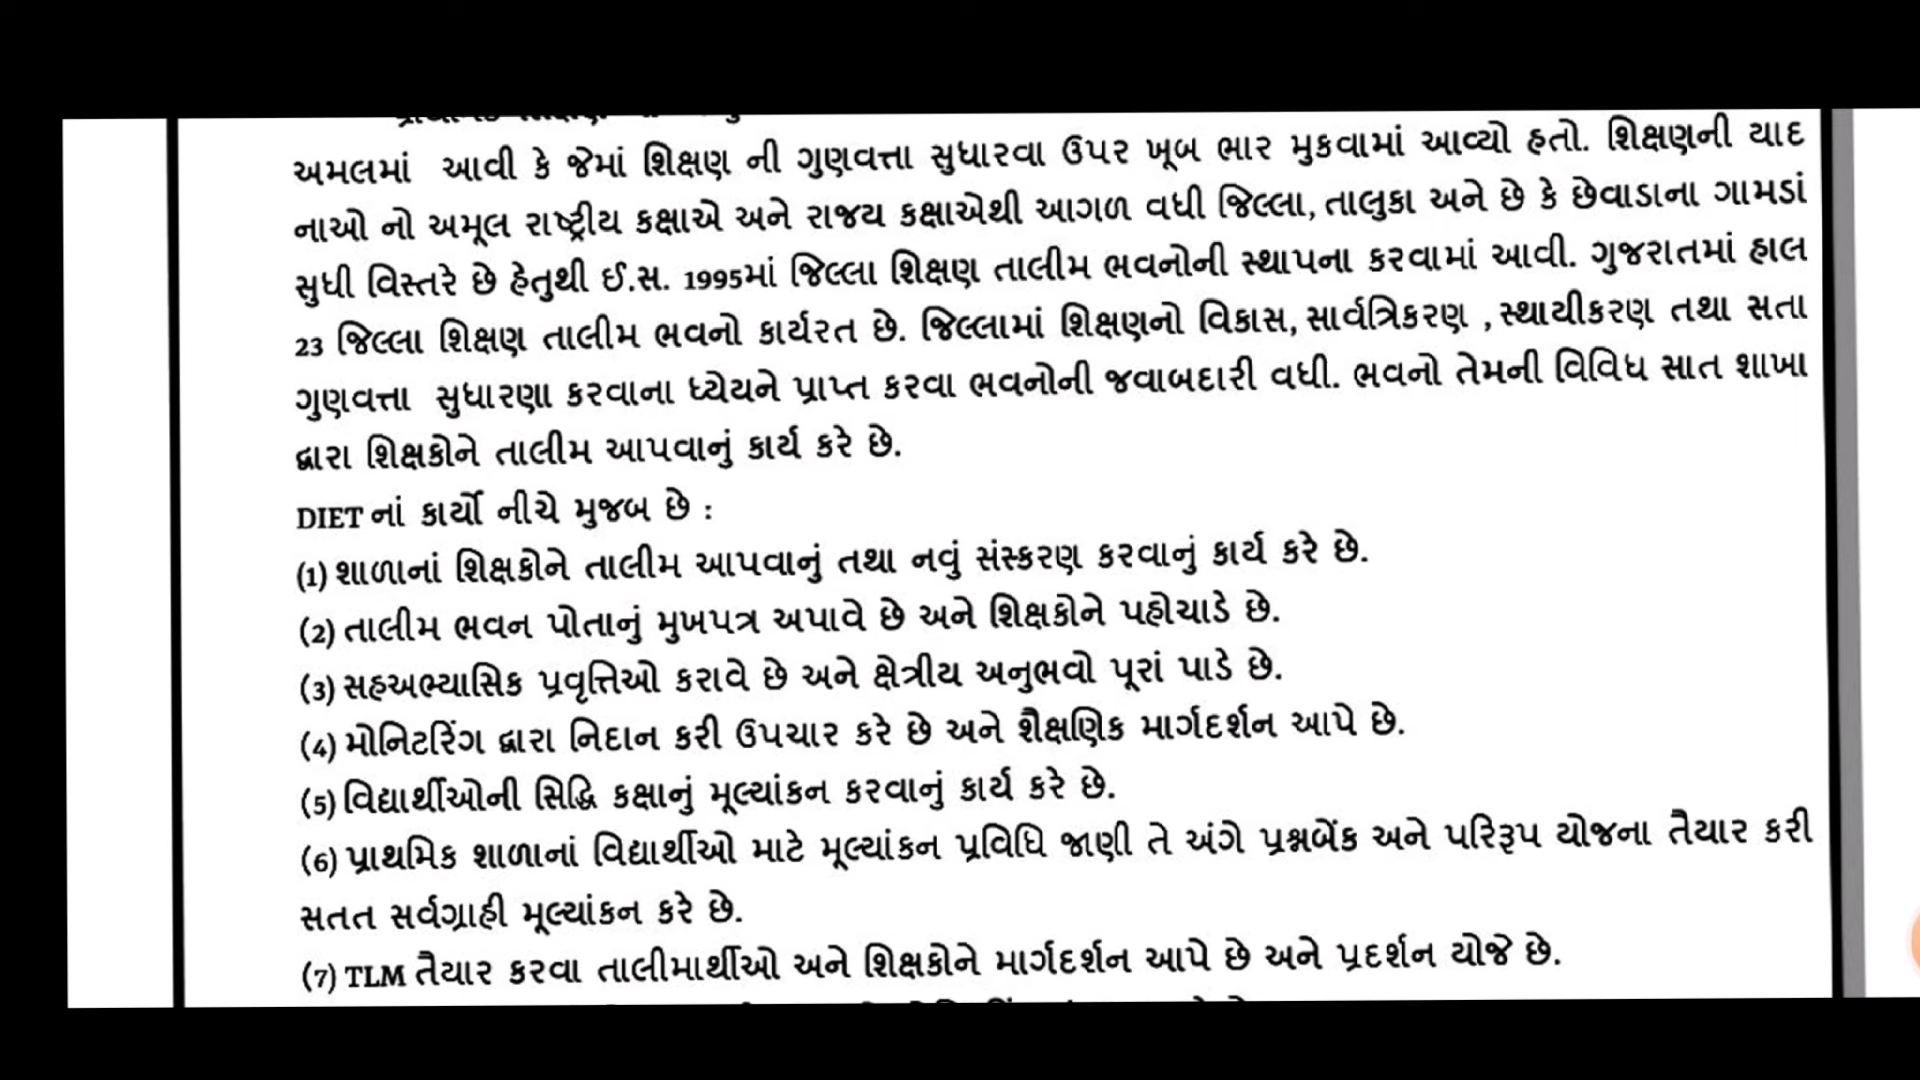 અમલમાં આવી કે જેમાં શિક્ષણ ની ગુણવત્તા સુધારવા ઉપર ખૂબ ભાર મુકવામાં આવ્યો હતો. શિક્ષણની યાદ
નાઓ નો અમૂલ રાષ્ટ્રીય કક્ષાએ અને રાજય કક્ષાએથી આગળ વધી જિલ્લા, તાલુકા અને છે કે છેવાડાના ગામડાં
સુધી વિસ્તરે છે હેતુથી ઈ.સ. 1995માં જિલ્લા શિક્ષણ તાલીમ ભવનોની સ્થાપના કરવામાં આવી. ગુજરાતમાં હાલ
23 જિલ્લા શિક્ષણ તાલીમ ભવનો કાર્યરત છે. જિલ્લામાં શિક્ષણનો વિકાસ, સાર્વત્રિકરણ , સ્થાયીકરણ તથા સતા
ગુણવત્તા સુધારણા કરવાના ધ્યેયને પ્રાપ્ત કરવા ભવનોની જવાબદારી વધી. ભવનો તેમની વિવિધ સાત શાખા
દ્વારા શિક્ષકોને તાલીમ આપવાનું કાર્ય કરે છે.
DIET નાં કાર્યો નીચે મુજબ છે :
(1) શાળાનાં શિક્ષકોને તાલીમ આપવાનું તથા નવું સંસ્કરણ કરવાનું કાર્ય કરે છે.
(2) તાલીમ ભવન પોતાનું મુખપત્ર અપાવે છે અને શિક્ષકોને પહોચાડે છે.
(3) સહઅભ્યાસિક પ્રવૃત્તિઓ કરાવે છે અને ક્ષેત્રીય અનુભવો પૂરાં પાડે છે.
(4) મોનિટરિંગ દ્વારા નિદાન કરી ઉપચાર કરે છે અને શૈક્ષણિક માર્ગદર્શન આપે છે.
(5) વિદ્યાર્થીઓની સિદ્ધિ કક્ષાનું મૂલ્યાંકન કરવાનું કાર્ય કરે છે.
(6) પ્રાથમિક શાળાનાં વિદ્યાર્થીઓ માટે મૂલ્યાંકન પ્રવિધિ જાણી તે અંગે પ્રશ્નબેંક અને પરિરૂપ યોજના તૈયાર કરી
સતત સર્વગ્રાહી મૂલ્યાંકન કરે છે.
(7) TLM તૈયાર કરવા તાલીમાર્થીઓ અને શિક્ષકોને માર્ગદર્શન આપે છે અને પ્રદર્શન યોજે છે.